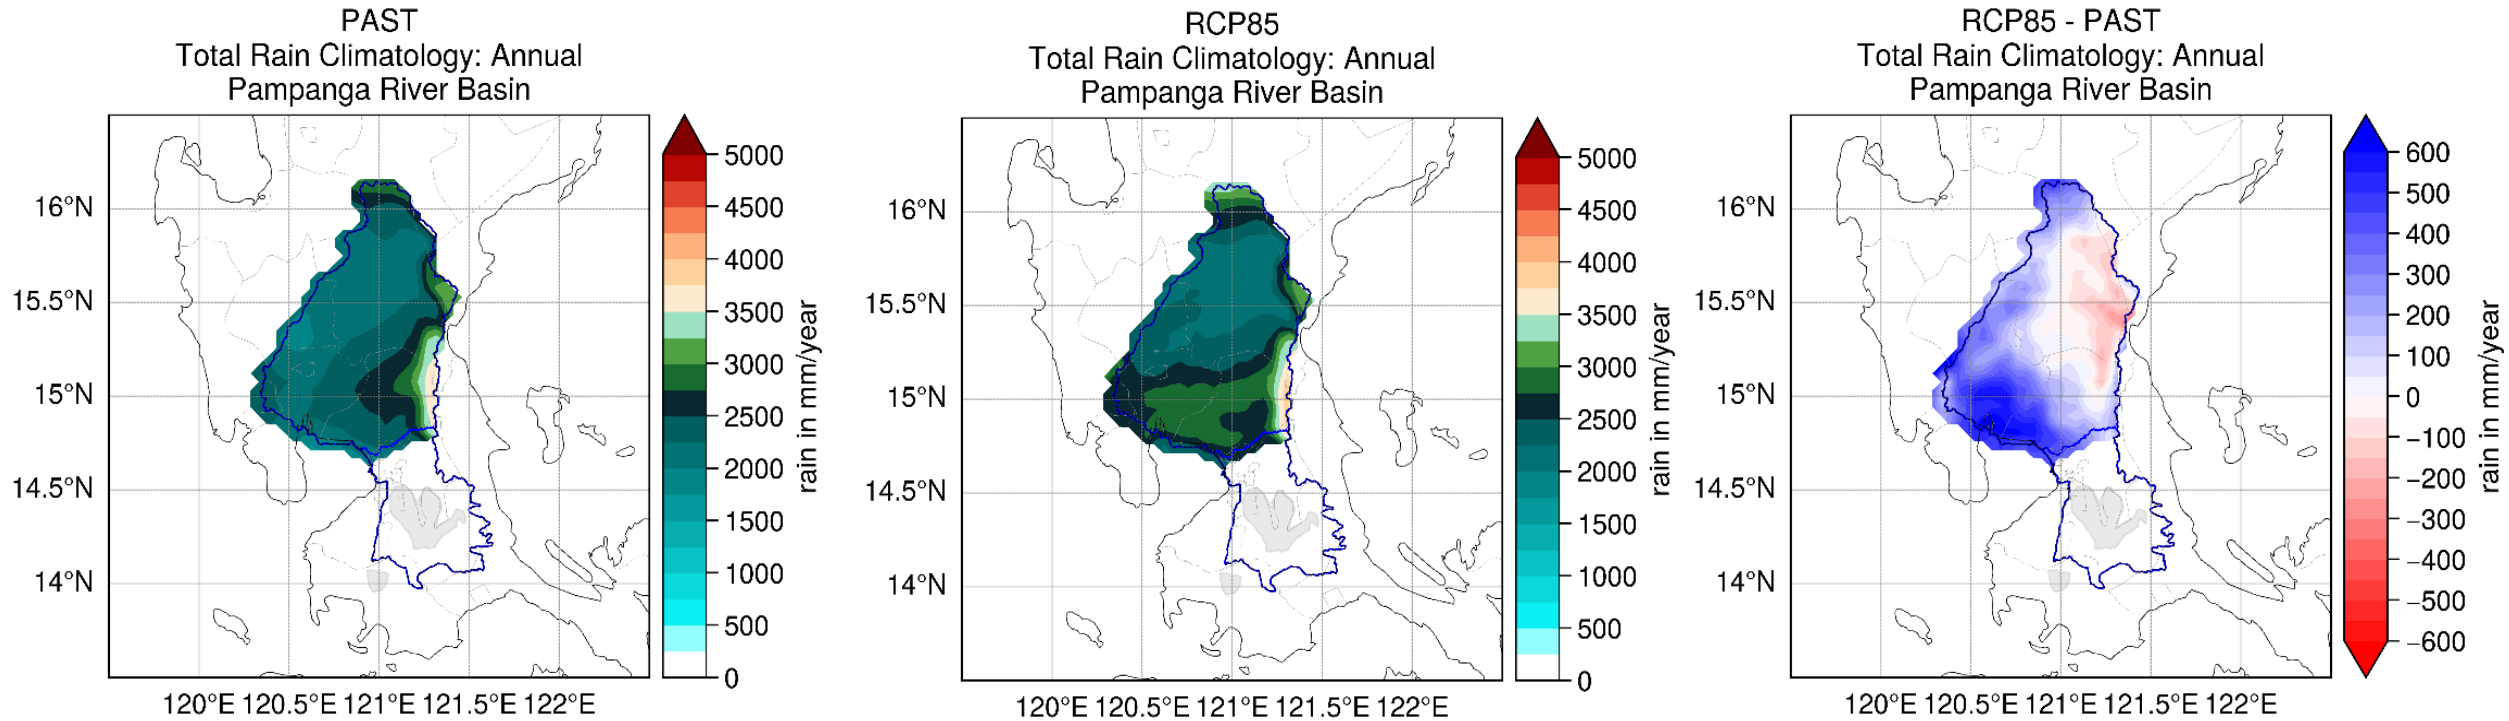 PAST
Total Rain Climatology: Annual
Pampanga River Basin
16°N
15.5°N
15°N
14.5°N
14°N
120°E 120.5°E 121°E 121.5°E 122°E
5000
4500
4000
3500
3000
2500
2000
1500
1000
500
0
rain in mm/year
RCP85
Total Rain Climatology: Annual
Pampanga River Basin
16°N
15.5°N
15°N
14.5°N
14°N
120°E 120.5°E 121°E 121.5°E 122°E
5000
4500
4000
3500
3000
2500
2000
1500
1000
500
0
rain in mm/year
RCP85 - PAST
Total Rain Climatology: Annual
Pampanga River Basin
16°N
15.5°N
15°N
14.5°N
14°N
120°E 120.5°E 121°E 121.5°E 122°E
600
500
400
300
200
100
0
−100
−200
−300
−400
−500
−600
rain in mm/year